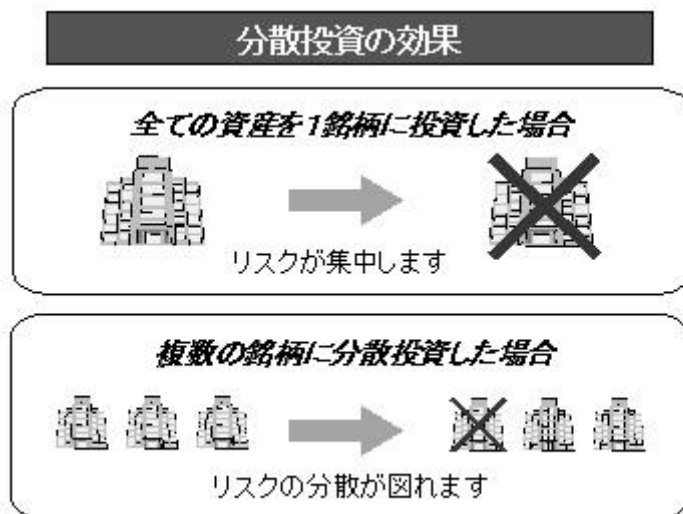 分散投資の効果
全ての資産を1銘柄に投資した場合
リスクが集中します
複数の銘柄に分散投資した場合
リスクの分散が図れます